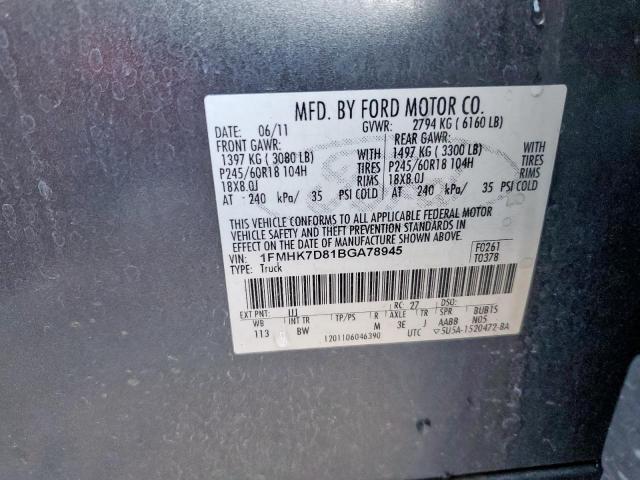 MFD. BY FORD MOTOR CO.
DATE: 06/11 GVWR: 2794 KG ( 6160 LB)
FRONT GAWR: REAR GAWR:
1397 KG ( 3080 LB) WITH 1497 KG ( 3300 LB) WITH
P245/60R18 104H TIRES P245/60R18 104H TIRES
18X8.0J RIMS 18X8.0J RIMS
AT 240 kPa/ 35 PSI COLD AT 240 kPa/ 35 PSI COLD
THIS VEHICLE CONFORMS TO ALL APPLICABLE FEDERAL MOTOR
VEHICLE SAFETY AND THEFT PREVENTION STANDARDS IN
EFFECT ON THE DATE OF MANUFACTURE SHOWN ABOVE.
VIN: 1FMHK7D81BGA78945 F0261
TYPE: Truck T0378
EXT PNT: UJ RC: 27 DSO:
WB INT TR TP/PS R AXLE TR SPR BUBTS
113 BW M 3E J AABB N05
1201106046390 UTC ▽5U5A-1520472-BA